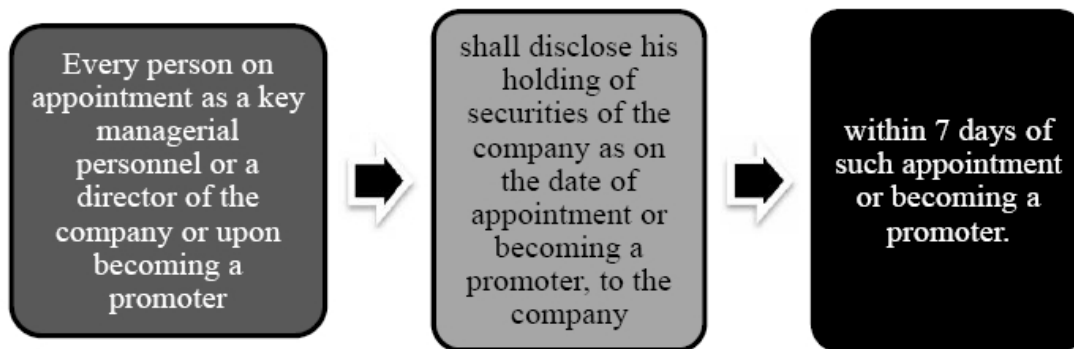 Every person on
appointment as a key
managerial
personnel or a
director of the
company or upon
becoming a
promoter
shall disclose his
holding of
securities of the
company as on
the date of
appointment or
becoming a
promoter, to the
company
within 7 days of
such appointment
or becoming a
promoter.